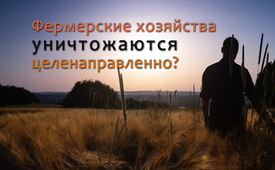 Фермерские хозяйства
уничтожаются
целенаправленно?